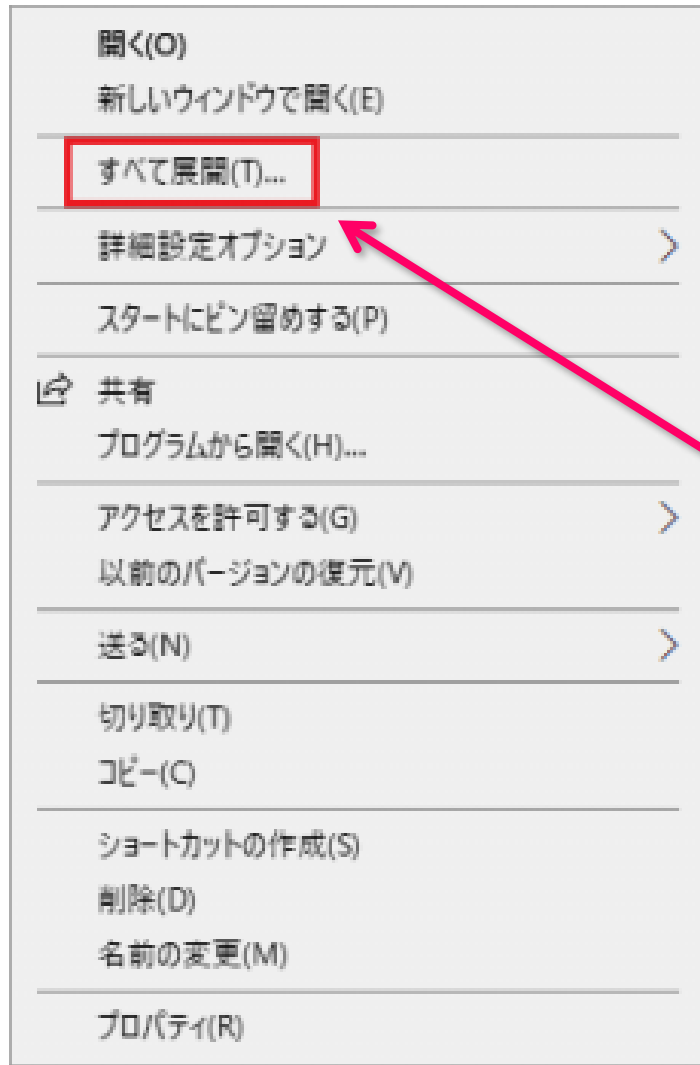 開く(O)
新しいウィンドウで開く(E)
すべて展開(T)...
詳細設定オプション
スタートにピン留めする(P)
共有
プログラムから開く(H)...
アクセスを許可する(G)
以前のバージョンの復元(V)
送る(N)
切り取り(T)
コピー(C)
ショートカットの作成(S)
削除(D)
名前の変更(M)
プロパティ(R)